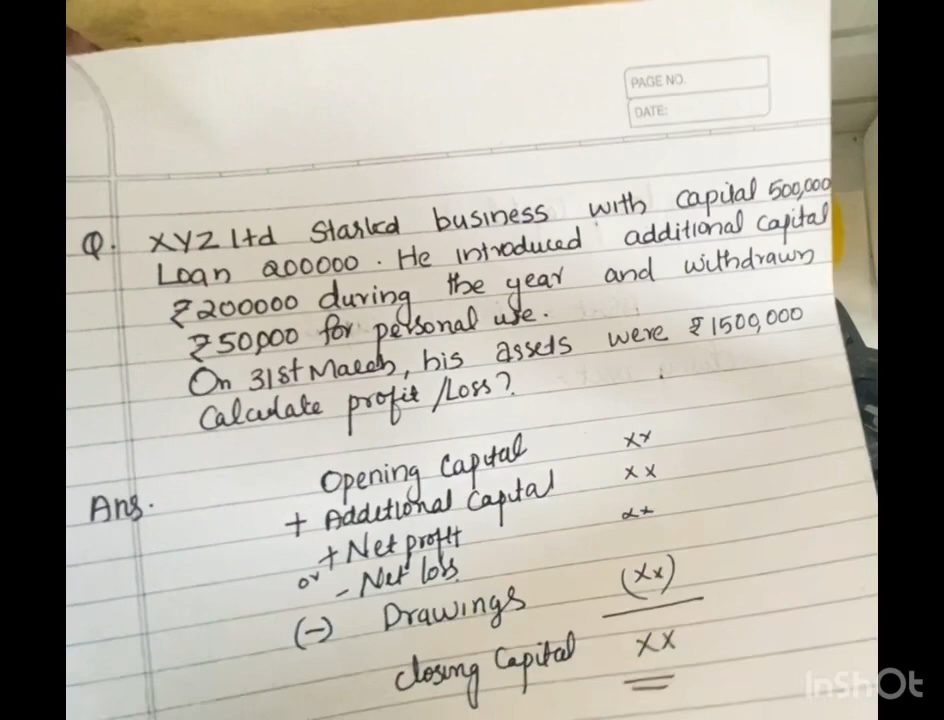 PAGE NO.
DATE:
Q. XYZ Ltd Started business with capital 500,000
Loan 200000. He introduced additional capital
₹200000 during the year and withdrawn
₹50,000 for personal use.
On 31st March, his assets were ₹1500,000
Calculate profit /Loss?
Ans. Opening Capital xx
+ Additional Capital xx
+ Net profit xx
or - Net loss
(-) Drawings (xx)
closing Capital xx
InShOt